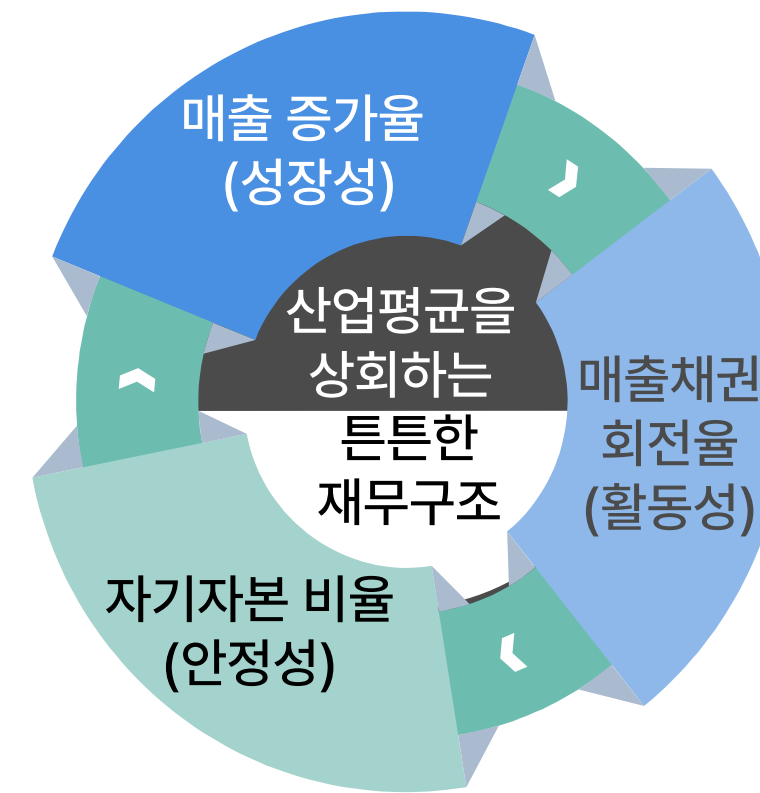 매출 증가율
(성장성)
산업평균을
상회하는
튼튼한
재무구조
매출채권
회전율
(활동성)
자기자본 비율
(안정성)